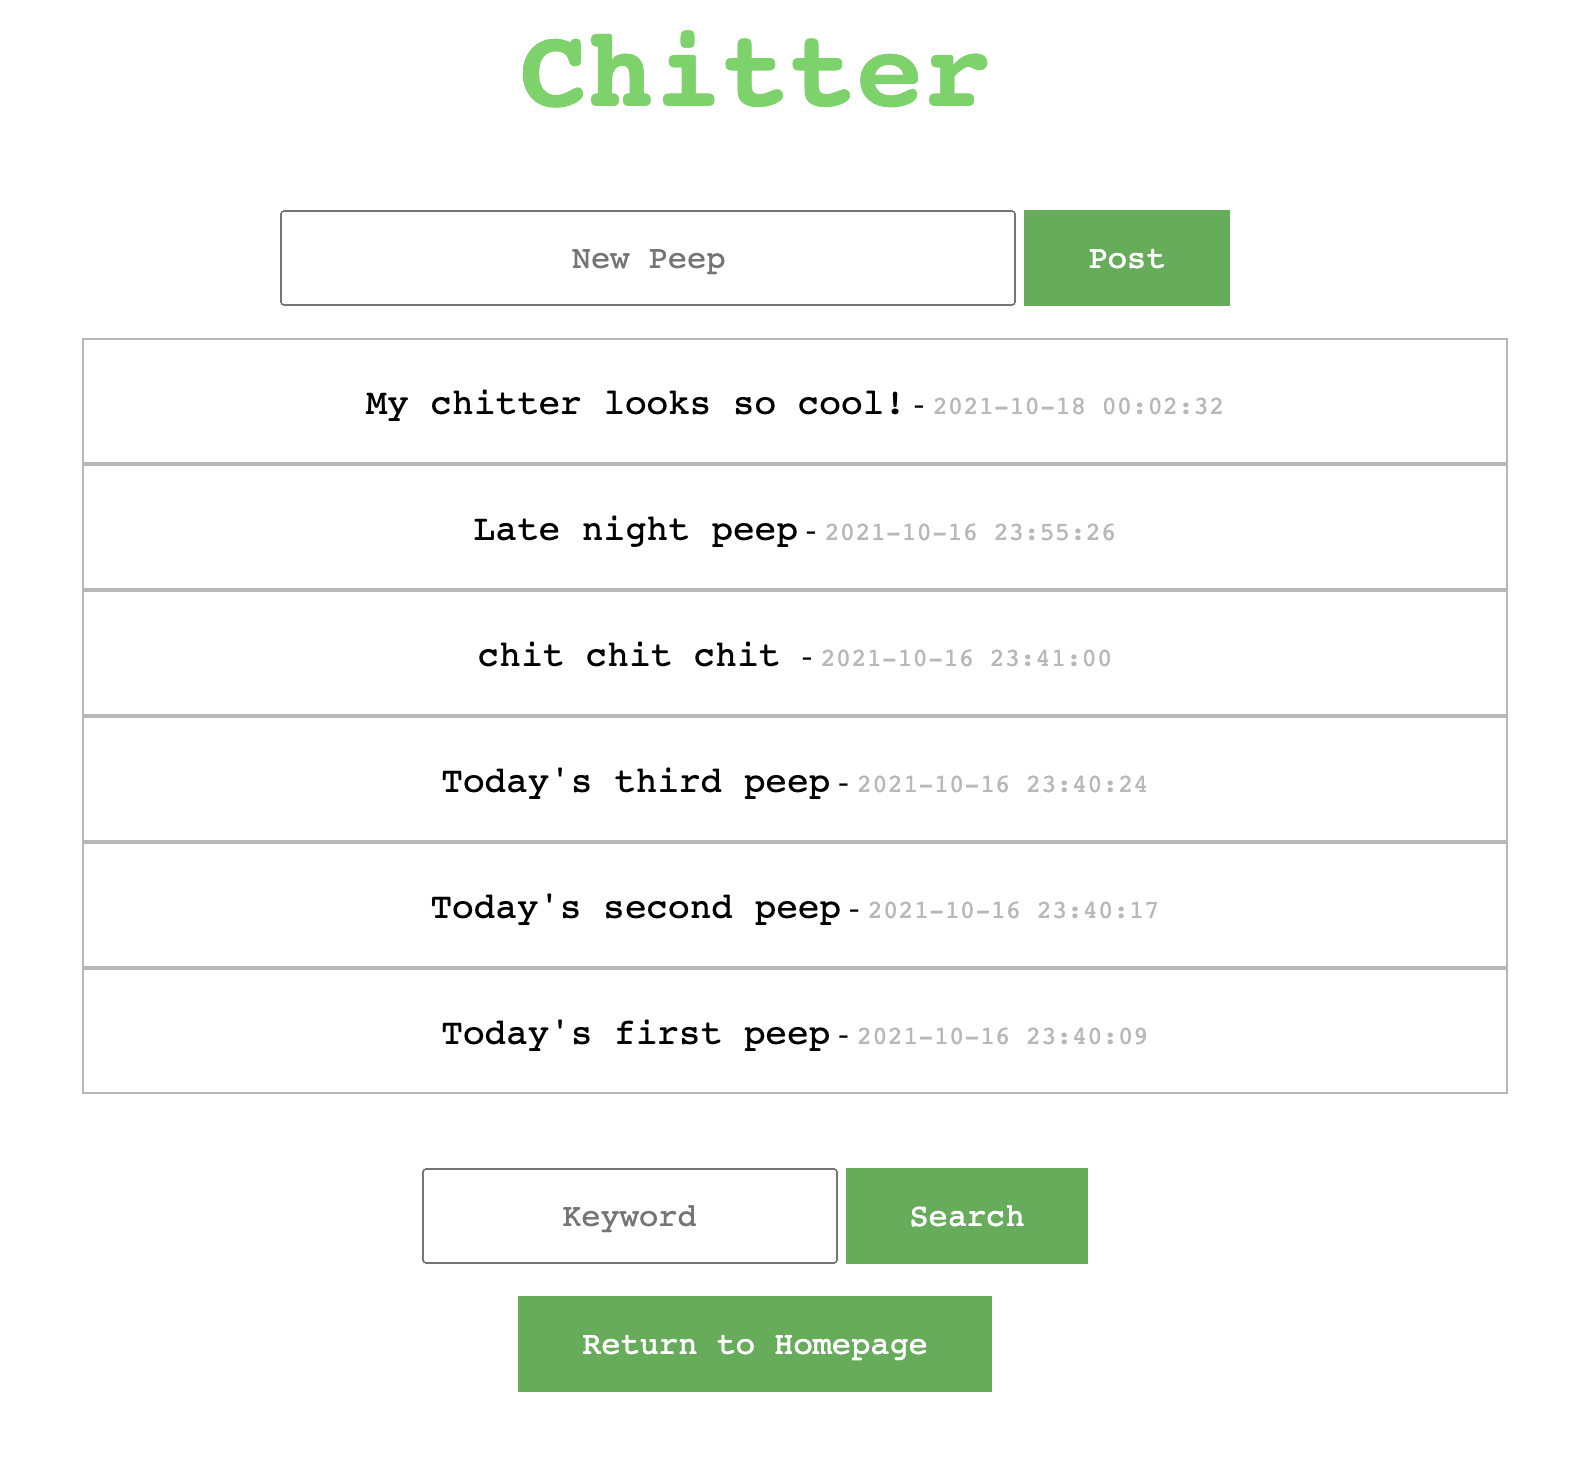 Chitter
New Peep Post
My chitter looks so cool! - 2021-10-18 00:02:32
Late night peep - 2021-10-16 23:55:26
chit chit chit - 2021-10-16 23:41:00
Today's third peep - 2021-10-16 23:40:24
Today's second peep - 2021-10-16 23:40:17
Today's first peep - 2021-10-16 23:40:09
Keyword Search
Return to Homepage